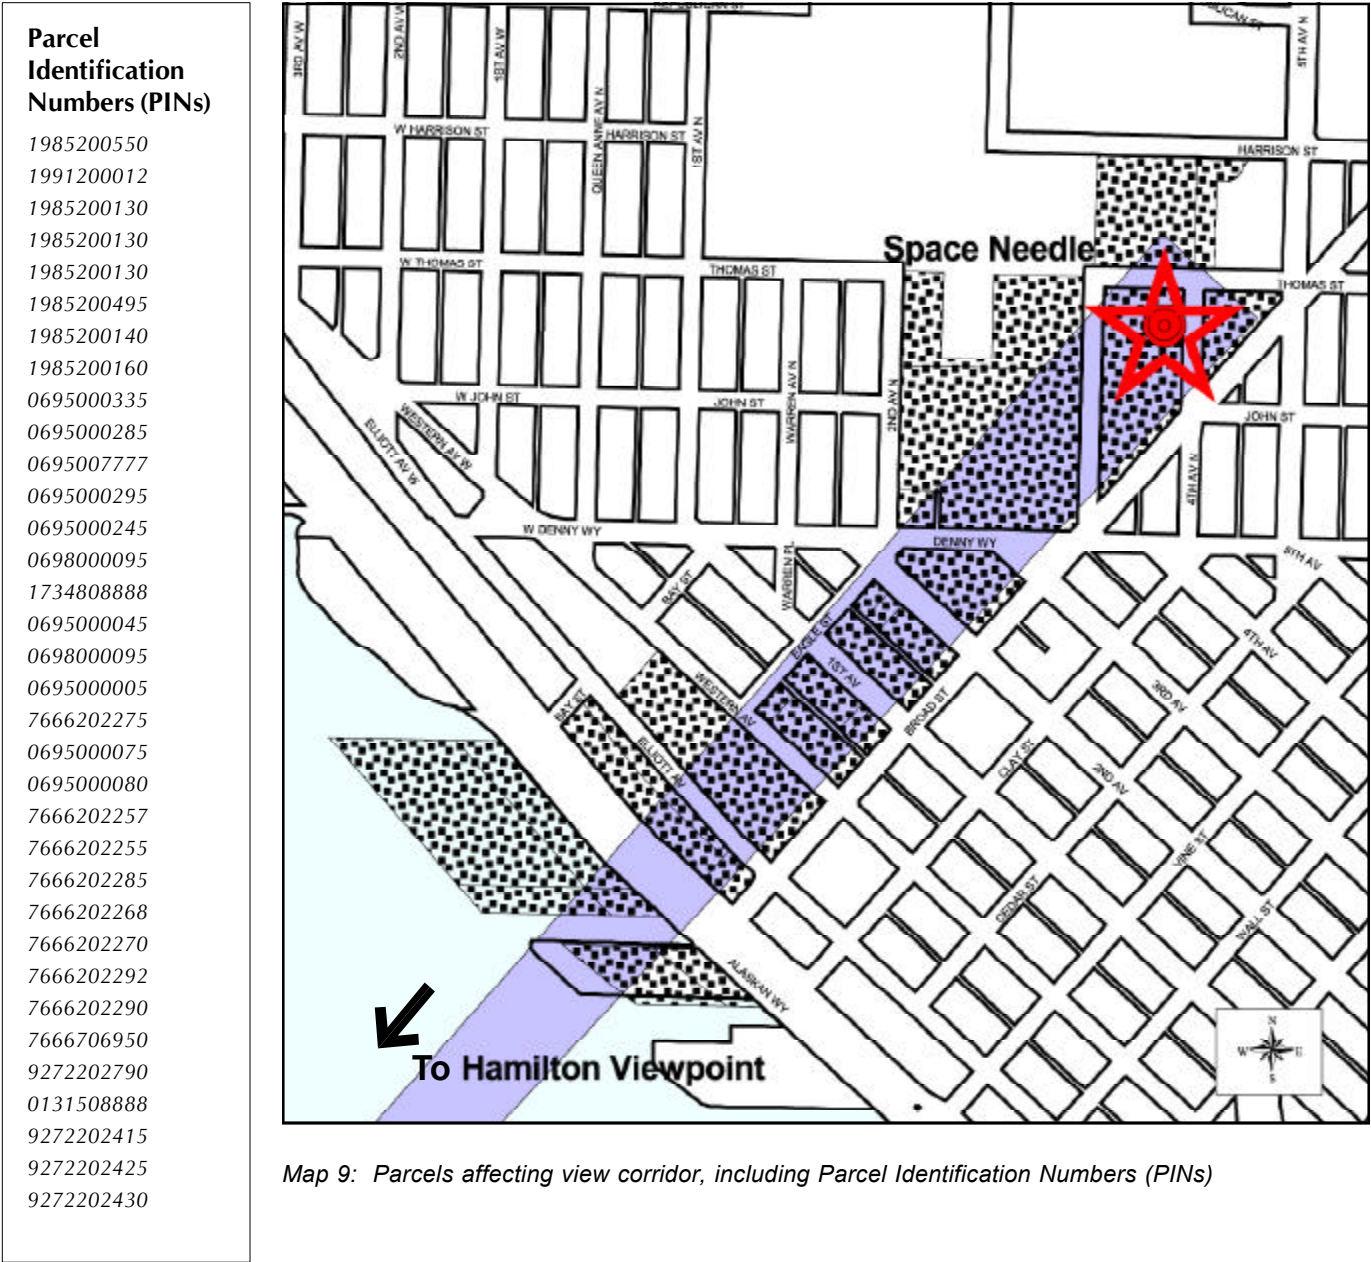 Parcel
Identification
Numbers (PINs)
1985200550
1991200012
1985200130
1985200130
1985200130
1985200495
1985200140
1985200160
0695000335
0695000285
0695007777
0695000295
0695000245
0698000095
1734808888
0695000045
0698000095
0695000005
7666202275
0695000075
0695000080
7666202257
7666202255
7666202285
7666202268
7666202270
7666202292
7666202290
7666706950
9272202790
0131508888
9272202415
9272202425
9272202430
3RD AV W
2ND AV W
1ST AV W
QUEEN ANNE AV N
1ST AV N
5TH AV N
W HARRISON ST
HARRISON ST
HARRISON ST
Space Needle
W THOMAS ST
THOMAS ST
THOMAS ST
WARREN AV N
2ND AV N
W JOHN ST
JOHN ST
JOHN ST
WESTERN AV W
ELLIOTT AV W
4TH AV N
W DENNY WY
DENNY WY
5TH AV
BAY ST
WARREN PL
EAGLE ST
4TH AV
1ST AV
WESTERN AV
3RD AV
BAY ST
BROAD ST
ELLIOTT AV
CLAY ST
2ND AV
VINE ST
CEDAR ST
WALL ST
ALASKAN WY
N
W E
S
To Hamilton Viewpoint
Map 9: Parcels affecting view corridor, including Parcel Identification Numbers (PINs)